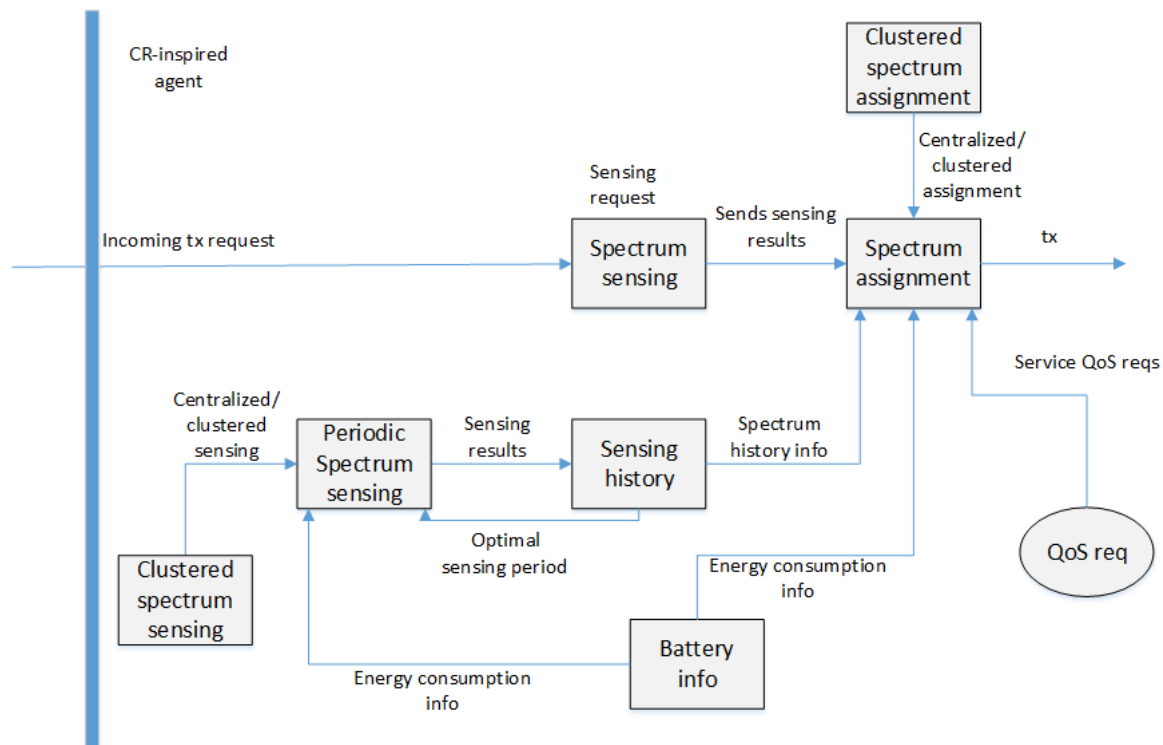 CR-inspired
agent
Clustered
spectrum
assignment
Centralized/
clustered
assignment
Sensing
request
Sends sensing
results
Incoming tx request
Spectrum
sensing
Spectrum
assignment
tx
Service QoS reqs
Centralized/
clustered
sensing
Periodic
Spectrum
sensing
Sensing
results
Sensing
history
Spectrum
history info
Optimal
sensing period
QoS req
Clustered
spectrum
sensing
Energy consumption
info
Battery
info
Energy consumption
info